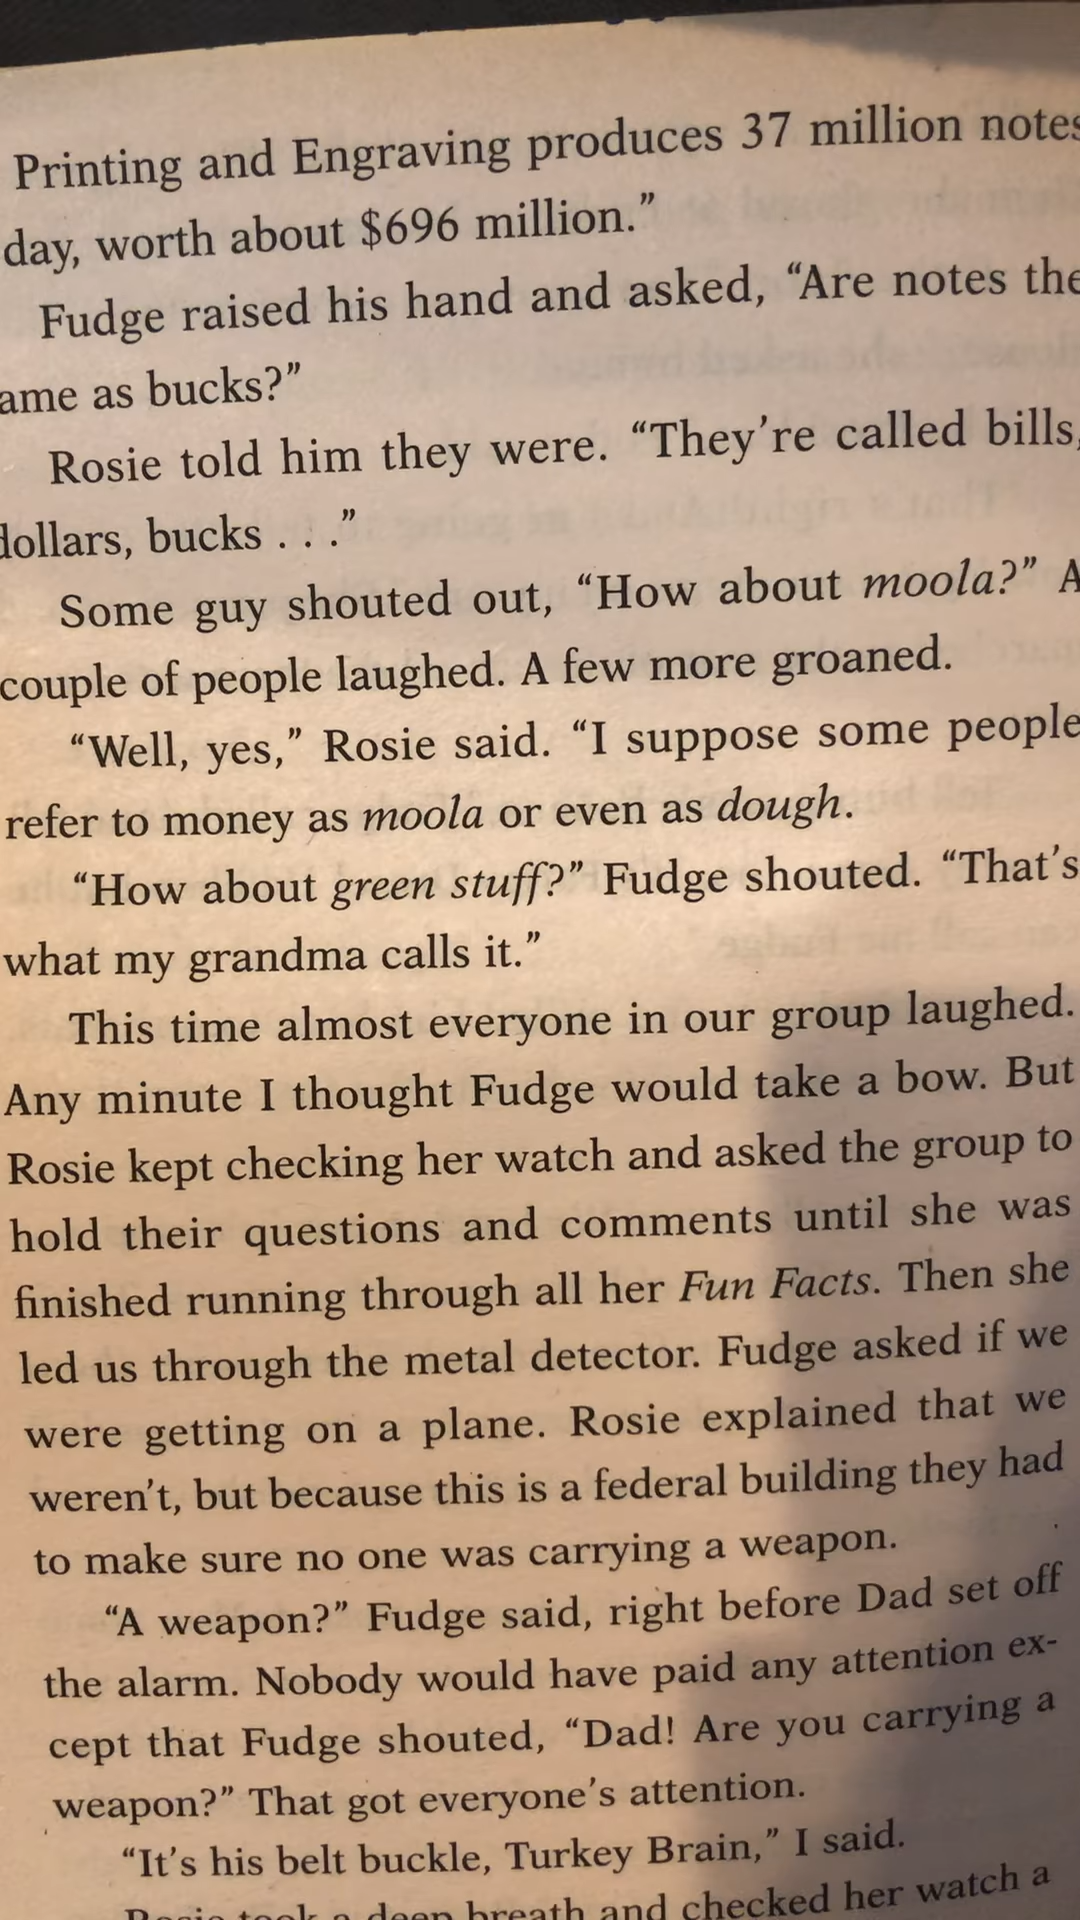 Printing and Engraving produces 37 million notes
day, worth about $696 million.”
Fudge raised his hand and asked, “Are notes the
ame as bucks?”
Rosie told him they were. “They’re called bills,
dollars, bucks . . .”
Some guy shouted out, “How about moola?” A
couple of people laughed. A few more groaned.
“Well, yes,” Rosie said. “I suppose some people
refer to money as moola or even as dough.
“How about green stuff?” Fudge shouted. “That’s
what my grandma calls it.”
This time almost everyone in our group laughed.
Any minute I thought Fudge would take a bow. But
Rosie kept checking her watch and asked the group to
hold their questions and comments until she was
finished running through all her Fun Facts. Then she
led us through the metal detector. Fudge asked if we
were getting on a plane. Rosie explained that we
weren’t, but because this is a federal building they had
to make sure no one was carrying a weapon.
“A weapon?” Fudge said, right before Dad set off
the alarm. Nobody would have paid any attention ex-
cept that Fudge shouted, “Dad! Are you carrying a
weapon?” That got everyone’s attention.
“It’s his belt buckle, Turkey Brain,” I said.
Rosie took a deep breath and checked her watch a